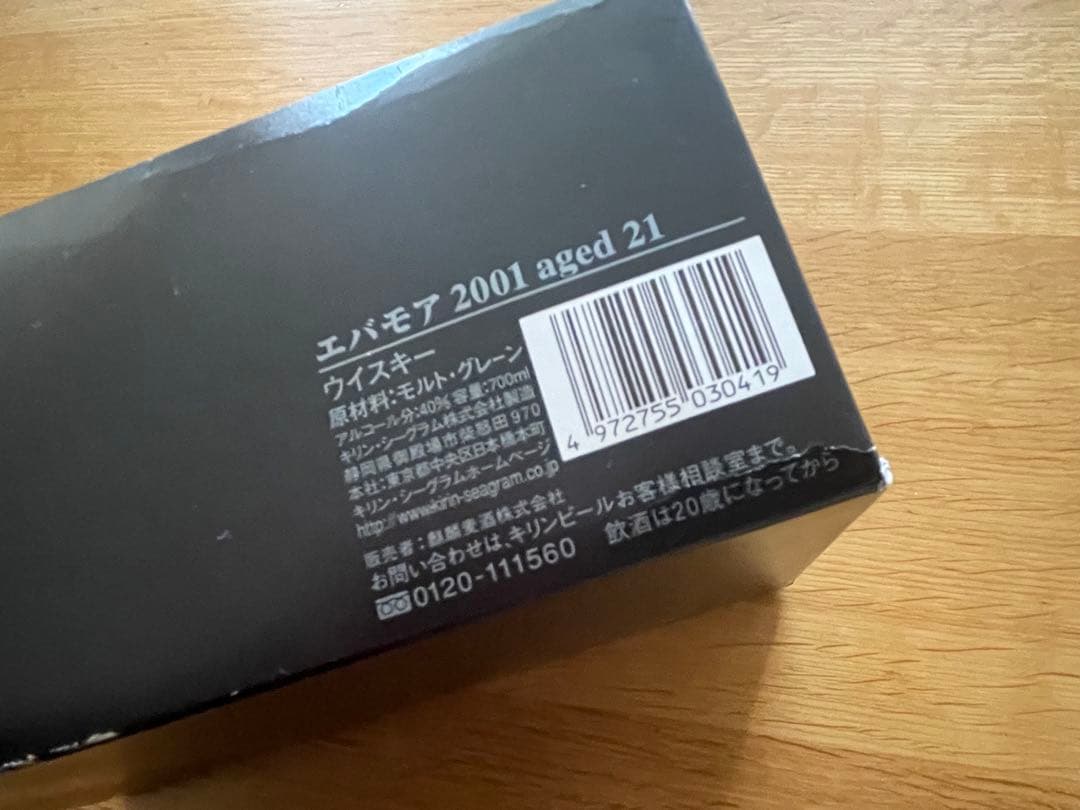 エバモア 2001 aged 21
ウイスキー
原材料:モルト・グレーン
アルコール分:40% 容量:700ml
キリン・シーグラム株式会社製造
静岡県御殿場市柴怒田970
本社:東京都中央区日本橋本町
キリン・シーグラムホームページ
http://www.kirin-seagram.co.jp
販売者:麒麟麦酒株式会社
お問い合わせは、キリンビールお客様相談室まで。
0120-111560 飲酒は20歳になってから
4 972755 030419